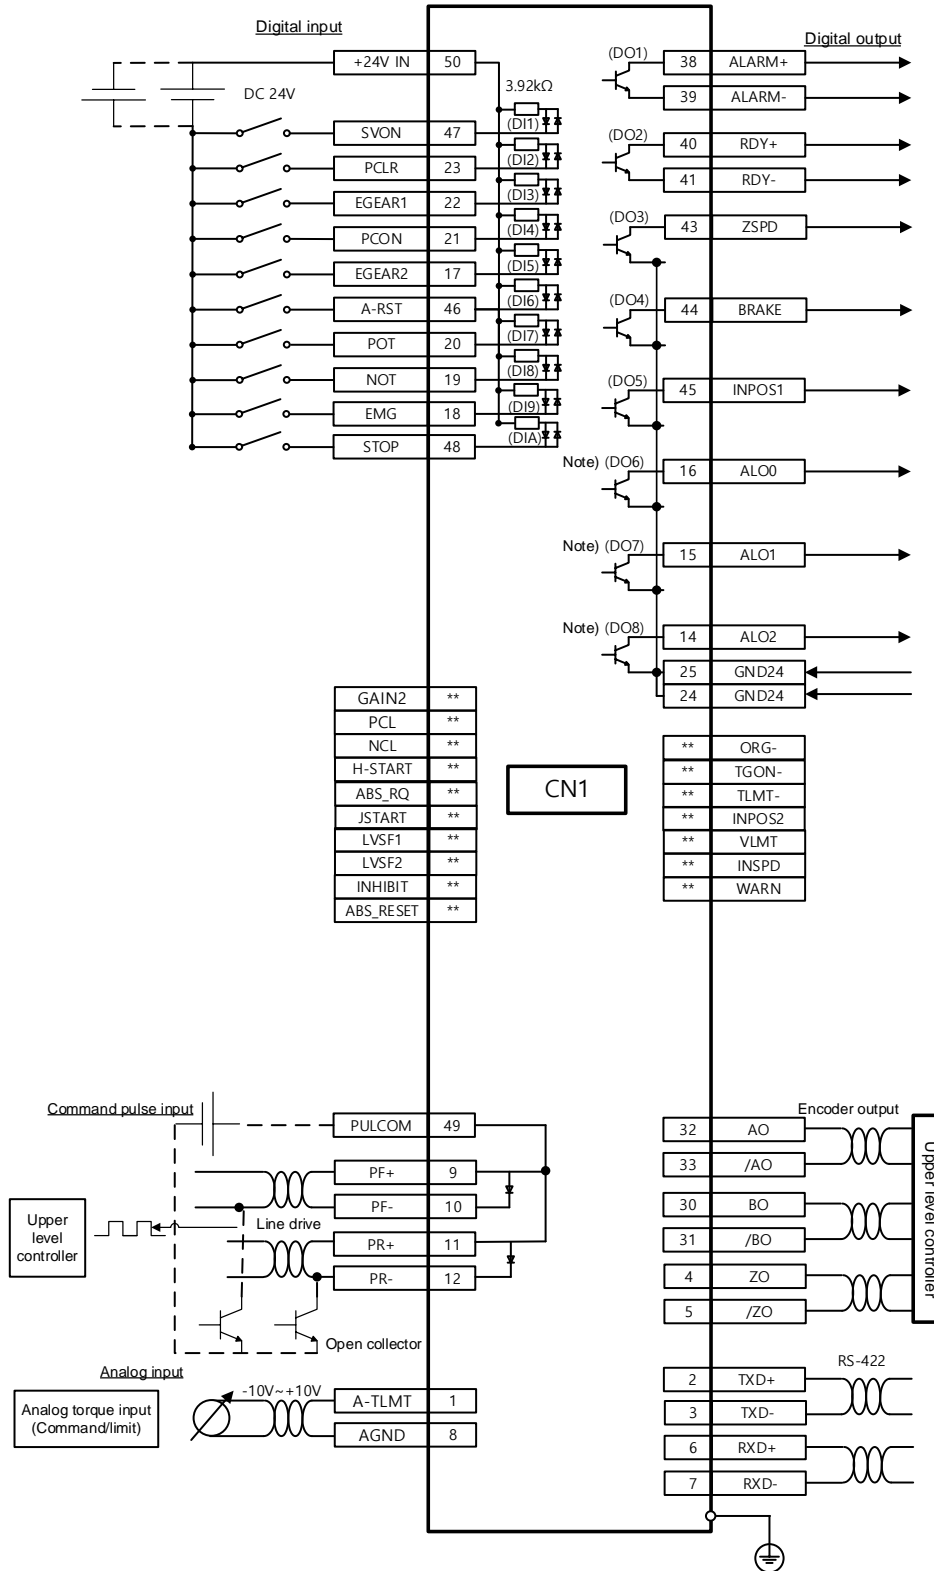 Digital input
+24V IN 50
DC 24V
3.92kΩ
SVON 47 (DI1)
PCLR 23 (DI2)
EGEAR1 22 (DI3)
PCON 21 (DI4)
EGEAR2 17 (DI5)
A-RST 46 (DI6)
POT 20 (DI7)
NOT 19 (DI8)
EMG 18 (DI9)
STOP 48 (DIA)
Digital output
(DO1) 38 ALARM+
39 ALARM-
(DO2) 40 RDY+
41 RDY-
(DO3) 43 ZSPD
(DO4) 44 BRAKE
(DO5) 45 INPOS1
Note) (DO6) 16 ALO0
Note) (DO7) 15 ALO1
Note) (DO8) 14 ALO2
25 GND24
24 GND24
GAIN2 **
PCL **
NCL **
H-START **
ABS_RQ **
JSTART **
LVSF1 **
LVSF2 **
INHIBIT **
ABS_RESET **
CN1
** ORG-
** TGON-
** TLMT-
** INPOS2
** VLMT
** INSPD
** WARN
Command pulse input
PULCOM 49
PF+ 9
PF- 10
Line drive
PR+ 11
PR- 12
Upper
level
controller
Open collector
Analog input
Analog torque input
(Command/limit)
-10V~+10V
A-TLMT 1
AGND 8
Encoder output
32 AO
33 /AO
30 BO
31 /BO
4 ZO
5 /ZO
Upper level controller
RS-422
2 TXD+
3 TXD-
6 RXD+
7 RXD-